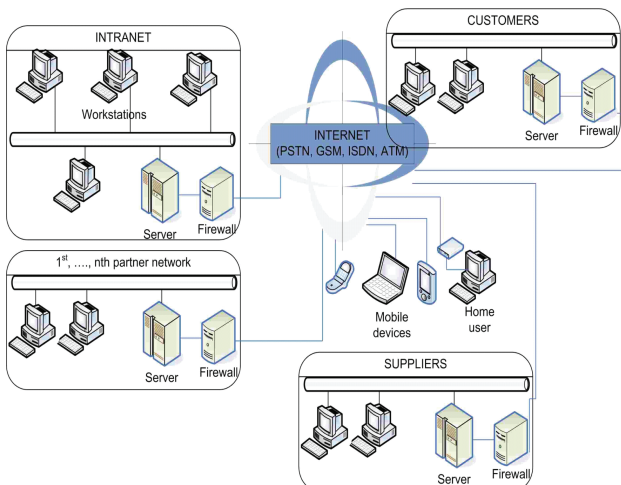 INTRANET
Workstations
Server
Firewall
CUSTOMERS
Server
Firewall
INTERNET
(PSTN, GSM, ISDN, ATM)
1st, …., nth partner network
Server
Firewall
Mobile
devices
Home
user
SUPPLIERS
Server
Firewall